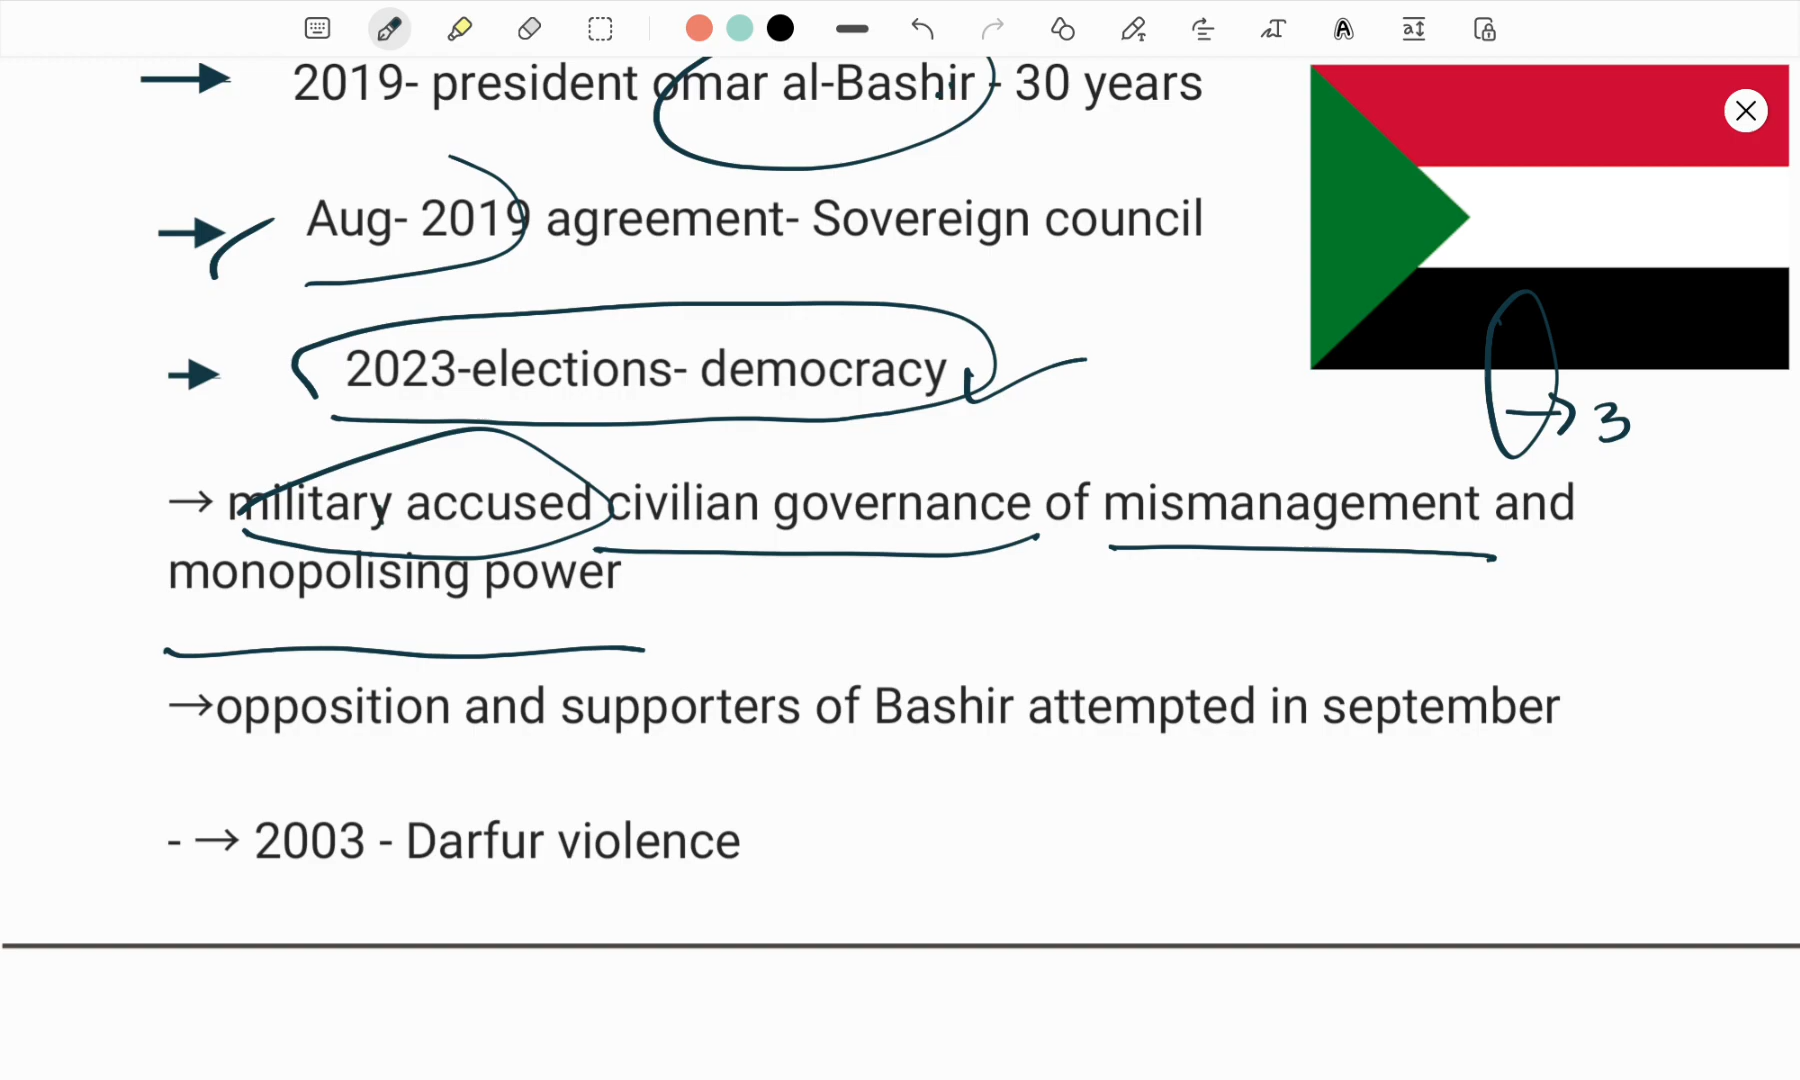 2019- president omar al-Bashir - 30 years
Aug- 2019 agreement- Sovereign council
2023-elections- democracy
3
→ military accused civilian governance of mismanagement and
monopolising power
→opposition and supporters of Bashir attempted in september
- → 2003 - Darfur violence